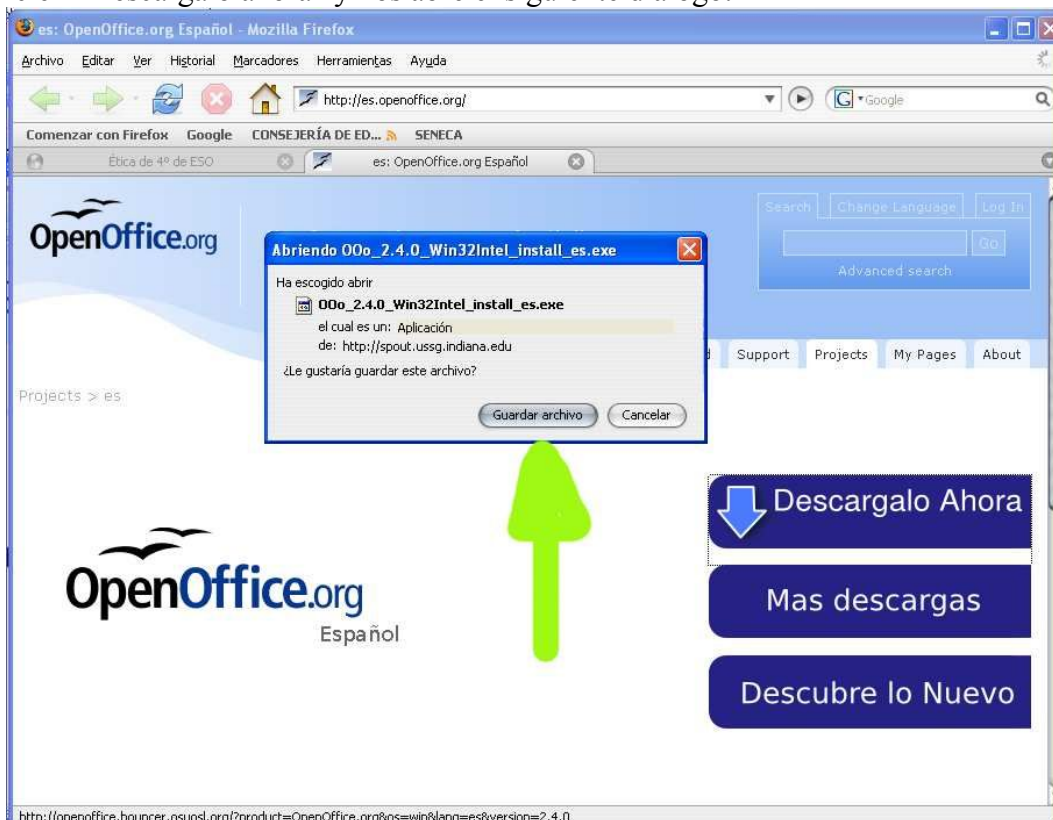 es: OpenOffice.org Español - Mozilla Firefox
Archivo Editar Ver Historial Marcadores Herramientas Ayuda
http://es.openoffice.org/ G Google
Comenzar con Firefox Google CONSEJERÍA DE ED... SENECA
Ética de 4º de ESO es: OpenOffice.org Español
Search Change Language Log In
Go
Advanced search
OpenOffice.org
Abriendo OOo_2.4.0_Win32Intel_install_es.exe
Ha escogido abrir
OOo_2.4.0_Win32Intel_install_es.exe
el cual es un: Aplicación
de: http://spout.ussg.indiana.edu
¿Le gustaría guardar este archivo?
Guardar archivo Cancelar
Support Projects My Pages About
Projects > es
Descargalo Ahora
OpenOffice.org
Español
Mas descargas
Descubre lo Nuevo
http://openoffice.bouncer.osuosl.org/?product=OpenOffice.org&os=win&lang=es&version=2.4.0